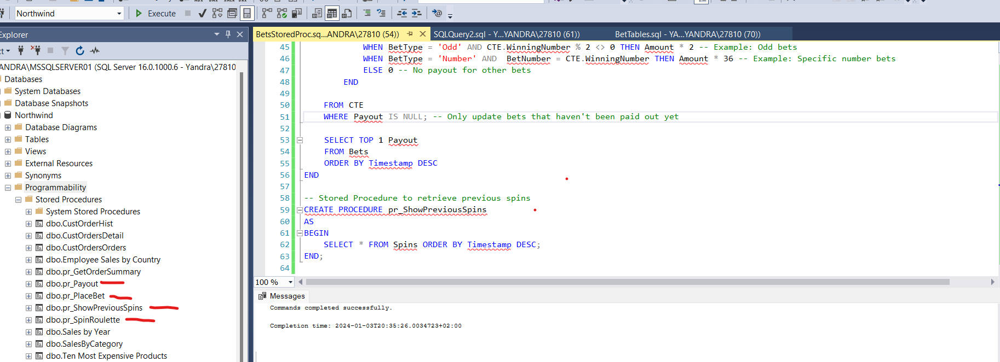 Northwind
Execute
Explorer
ct
ANDRA\MSSQLSERVER01 (SQL Server 16.0.1000.6 - Yandra\27810
Databases
System Databases
Database Snapshots
Northwind
Database Diagrams
Tables
Views
External Resources
Synonyms
Programmability
Stored Procedures
System Stored Procedures
dbo.CustOrderHist
dbo.CustOrdersDetail
dbo.CustOrdersOrders
dbo.Employee Sales by Country
dbo.pr_GetOrderSummary
dbo.pr_Payout
dbo.pr_PlaceBet
dbo.pr_ShowPreviousSpins
dbo.pr_SpinRoulette
dbo.Sales by Year
dbo.SalesByCategory
dbo.Ten Most Expensive Products
BetsStoredProc.sq...ANDRA\27810 (54))
SQLQuery2.sql - Y...YANDRA\27810 (61))
BetTables.sql - YA...YANDRA\27810 (70))
45 WHEN BetType = 'Odd' AND CTE.WinningNumber % 2 <> 0 THEN Amount * 2 -- Example: Odd bets
46 WHEN BetType = 'Number' AND  BetNumber = CTE.WinningNumber THEN Amount * 36 -- Example: Specific number bets
47 ELSE 0 -- No payout for other bets
48 END
49
50 FROM CTE
51 WHERE Payout IS NULL; -- Only update bets that haven't been paid out yet
52
53 SELECT TOP 1 Payout
54 FROM Bets
55 ORDER BY Timestamp DESC
56 END
57
58 -- Stored Procedure to retrieve previous spins
59 CREATE PROCEDURE pr_ShowPreviousSpins
60 AS
61 BEGIN
62 SELECT * FROM Spins ORDER BY Timestamp DESC;
63 END;
64
100 %
Messages
Commands completed successfully.
Completion time: 2024-01-03T20:35:26.0034723+02:00